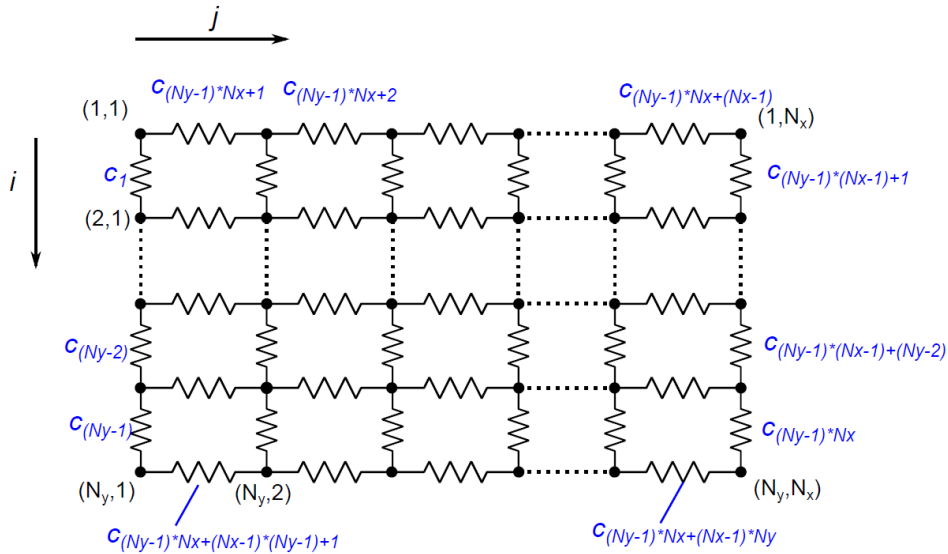 j
c(Ny-1)*Nx+1 c(Ny-1)*Nx+2 c(Ny-1)*Nx+(Nx-1)
(1,1) (1,Nx)
i c1 c(Ny-1)*(Nx-1)+1
(2,1)
c(Ny-2) c(Ny-1)*(Nx-1)+(Ny-2)
c(Ny-1) c(Ny-1)*Nx
(Ny,1) (Ny,2) (Ny,Nx)
c(Ny-1)*Nx+(Nx-1)*(Ny-1)+1 c(Ny-1)*Nx+(Nx-1)*Ny